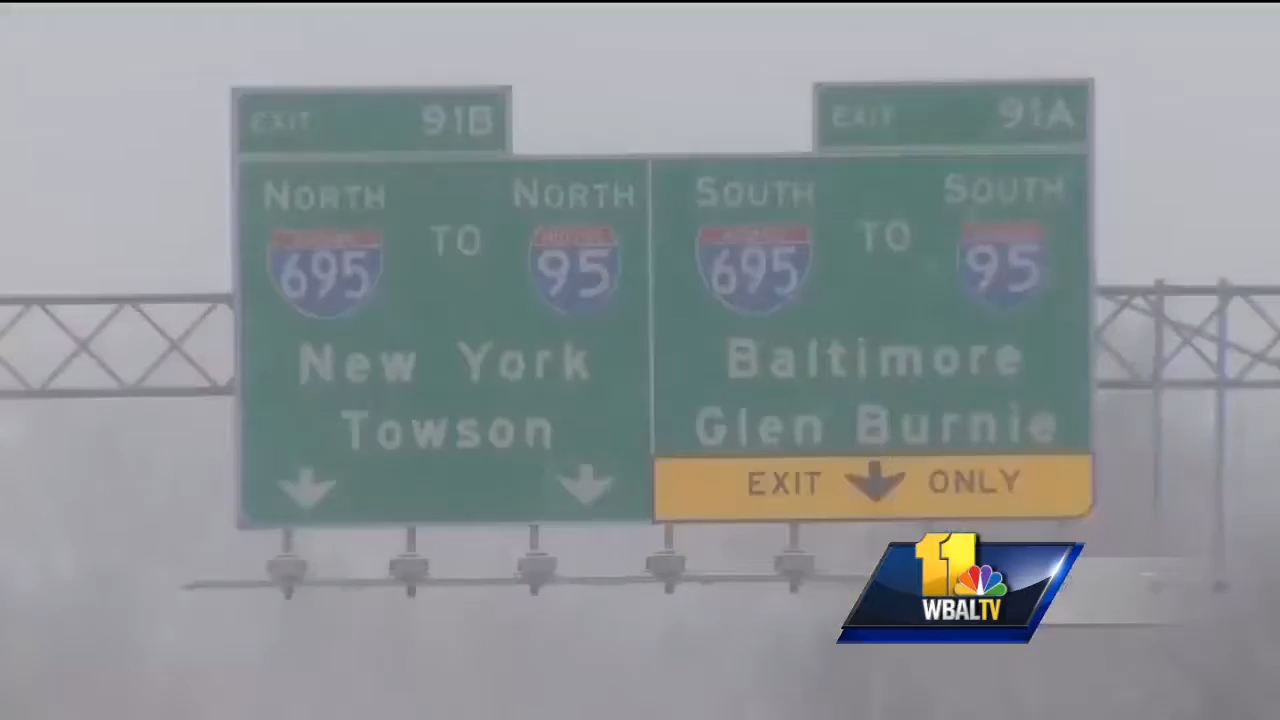 EXIT 91B
NORTH NORTH
695 TO 95
New York
Towson
EXIT 91A
SOUTH SOUTH
695 TO 95
Baltimore
Glen Burnie
EXIT ONLY
11
WBALTV